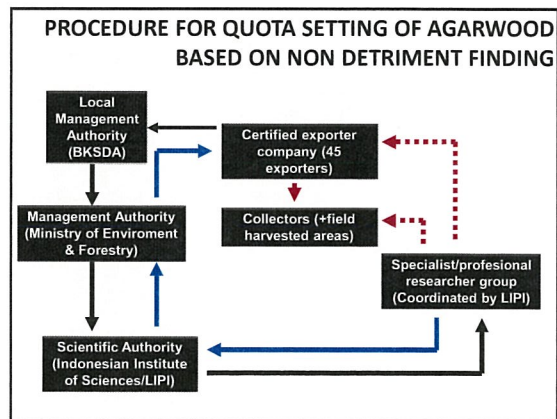 PROCEDURE FOR QUOTA SETTING OF AGARWOOD
BASED ON NON DETRIMENT FINDING
Local
Management
Authority
(BKSDA)
Certified exporter
company (45
exporters)
Management Authority
(Ministry of Enviroment
& Forestry)
Collectors (+field
harvested areas)
Specialist/profesional
researcher group
(Coordinated by LIPI)
Scientific Authority
(Indonesian Institute
of Sciences/LIPI)